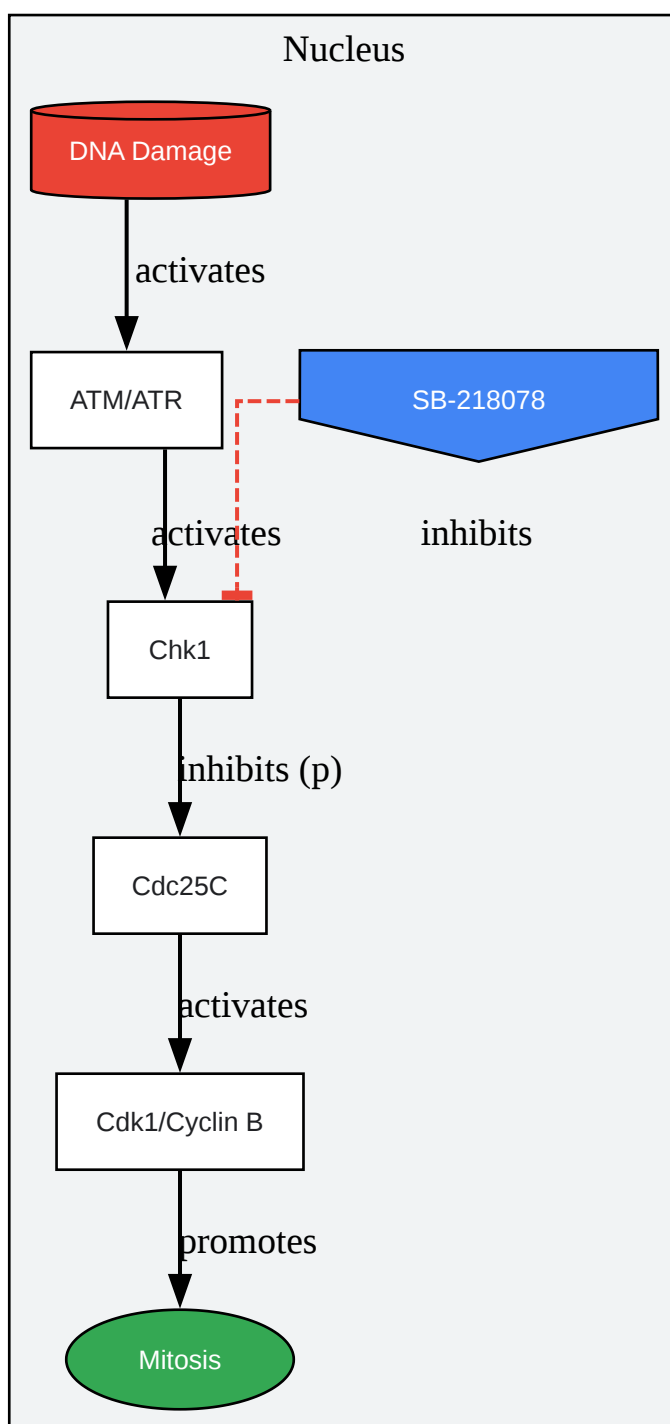 Nucleus
DNA Damage
activates
ATM/ATR
SB-218078
activates
inhibits
Chk1
inhibits (p)
Cdc25C
activates
Cdk1/Cyclin B
promotes
Mitosis